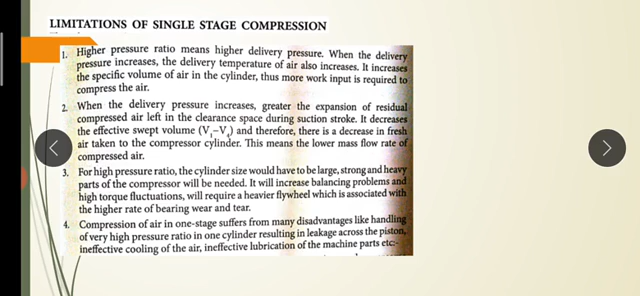 LIMITATIONS OF SINGLE STAGE COMPRESSION
1. Higher pressure ratio means higher delivery pressure. When the delivery
pressure increases, the delivery temperature of air also increases. It increases
the specific volume of air in the cylinder, thus more work input is required to
compress the air.
2. When the delivery pressure increases, greater the expansion of residual
compressed air left in the clearance space during suction stroke. It decreases
the effective swept volume (V₁–V₄) and therefore, there is a decrease in fresh
air taken to the compressor cylinder. This means the lower mass flow rate of
compressed air.
3. For high pressure ratio, the cylinder size would have to be large, strong and heavy
parts of the compressor will be needed. It will increase balancing problems and
high torque fluctuations, will require a heavier flywheel which is associated with
the higher rate of bearing wear and tear.
4. Compression of air in one-stage suffers from many disadvantages like handling
of very high pressure ratio in one cylinder resulting in leakage across the piston,
ineffective cooling of the air, ineffective lubrication of the machine parts etc:-